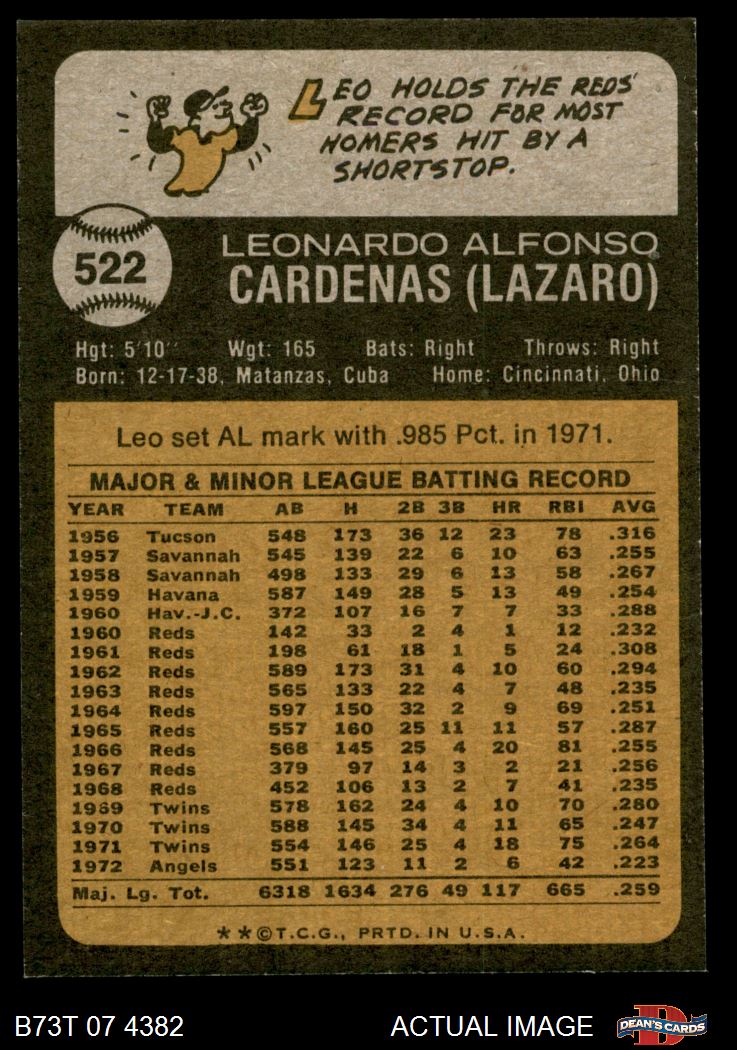 LEO HOLDS THE REDS'
RECORD FOR MOST
HOMERS HIT BY A
SHORTSTOP.
522
LEONARDO ALFONSO
CARDENAS (LAZARO)
Hgt: 5'10" Wgt: 165 Bats: Right Throws: Right
Born: 12-17-38, Matanzas, Cuba Home: Cincinnati, Ohio
Leo set AL mark with .985 Pct. in 1971.
MAJOR & MINOR LEAGUE BATTING RECORD
YEAR TEAM AB H 2B 3B HR RBI AVG
1956 Tucson 548 173 36 12 23 78 .316
1957 Savannah 545 139 22 6 10 63 .255
1958 Savannah 498 133 29 6 13 58 .267
1959 Havana 587 149 28 5 13 49 .254
1960 Hav.-J.C. 372 107 16 7 7 33 .288
1960 Reds 142 33 2 4 1 12 .232
1961 Reds 198 61 18 1 5 24 .308
1962 Reds 589 173 31 4 10 60 .294
1963 Reds 565 133 22 4 7 48 .235
1964 Reds 597 150 32 2 9 69 .251
1965 Reds 557 160 25 11 11 57 .287
1966 Reds 568 145 25 4 20 81 .255
1967 Reds 379 97 14 3 2 21 .256
1968 Reds 452 106 13 2 7 41 .235
1969 Twins 578 162 24 4 10 70 .280
1970 Twins 588 145 34 4 11 65 .247
1971 Twins 554 146 25 4 18 75 .264
1972 Angels 551 123 11 2 6 42 .223
Maj. Lg. Tot. 6318 1634 276 49 117 665 .259
**©T.C.G., PRTD. IN U.S.A.
B73T 07 4382 ACTUAL IMAGE D DEAN'S CARDS